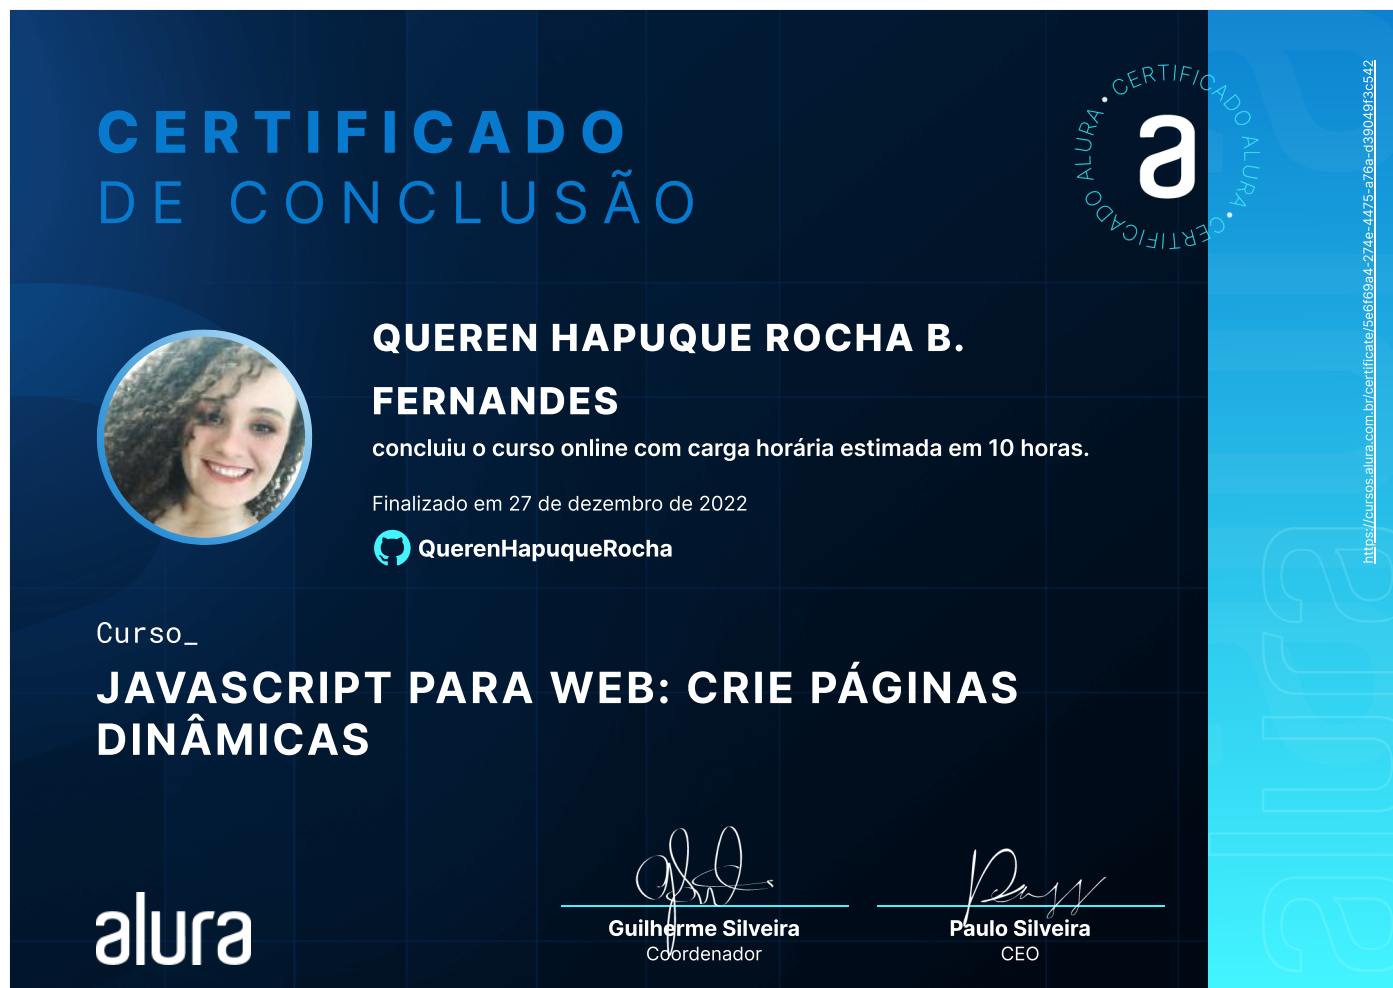 CERTIFICADO
DE CONCLUSÃO
CERTIFICADO ALURA • CERTIFICADO ALURA •
a
QUEREN HAPUQUE ROCHA B.
FERNANDES
concluiu o curso online com carga horária estimada em 10 horas.
Finalizado em 27 de dezembro de 2022
QuerenHapuqueRocha
Curso_
JAVASCRIPT PARA WEB: CRIE PÁGINAS
DINÂMICAS
alura
Guilherme Silveira
Coordenador
Paulo Silveira
CEO
https://cursos.alura.com.br/certificate/5e6f69a4-274e-4475-a76a-d39049f3c542
alura